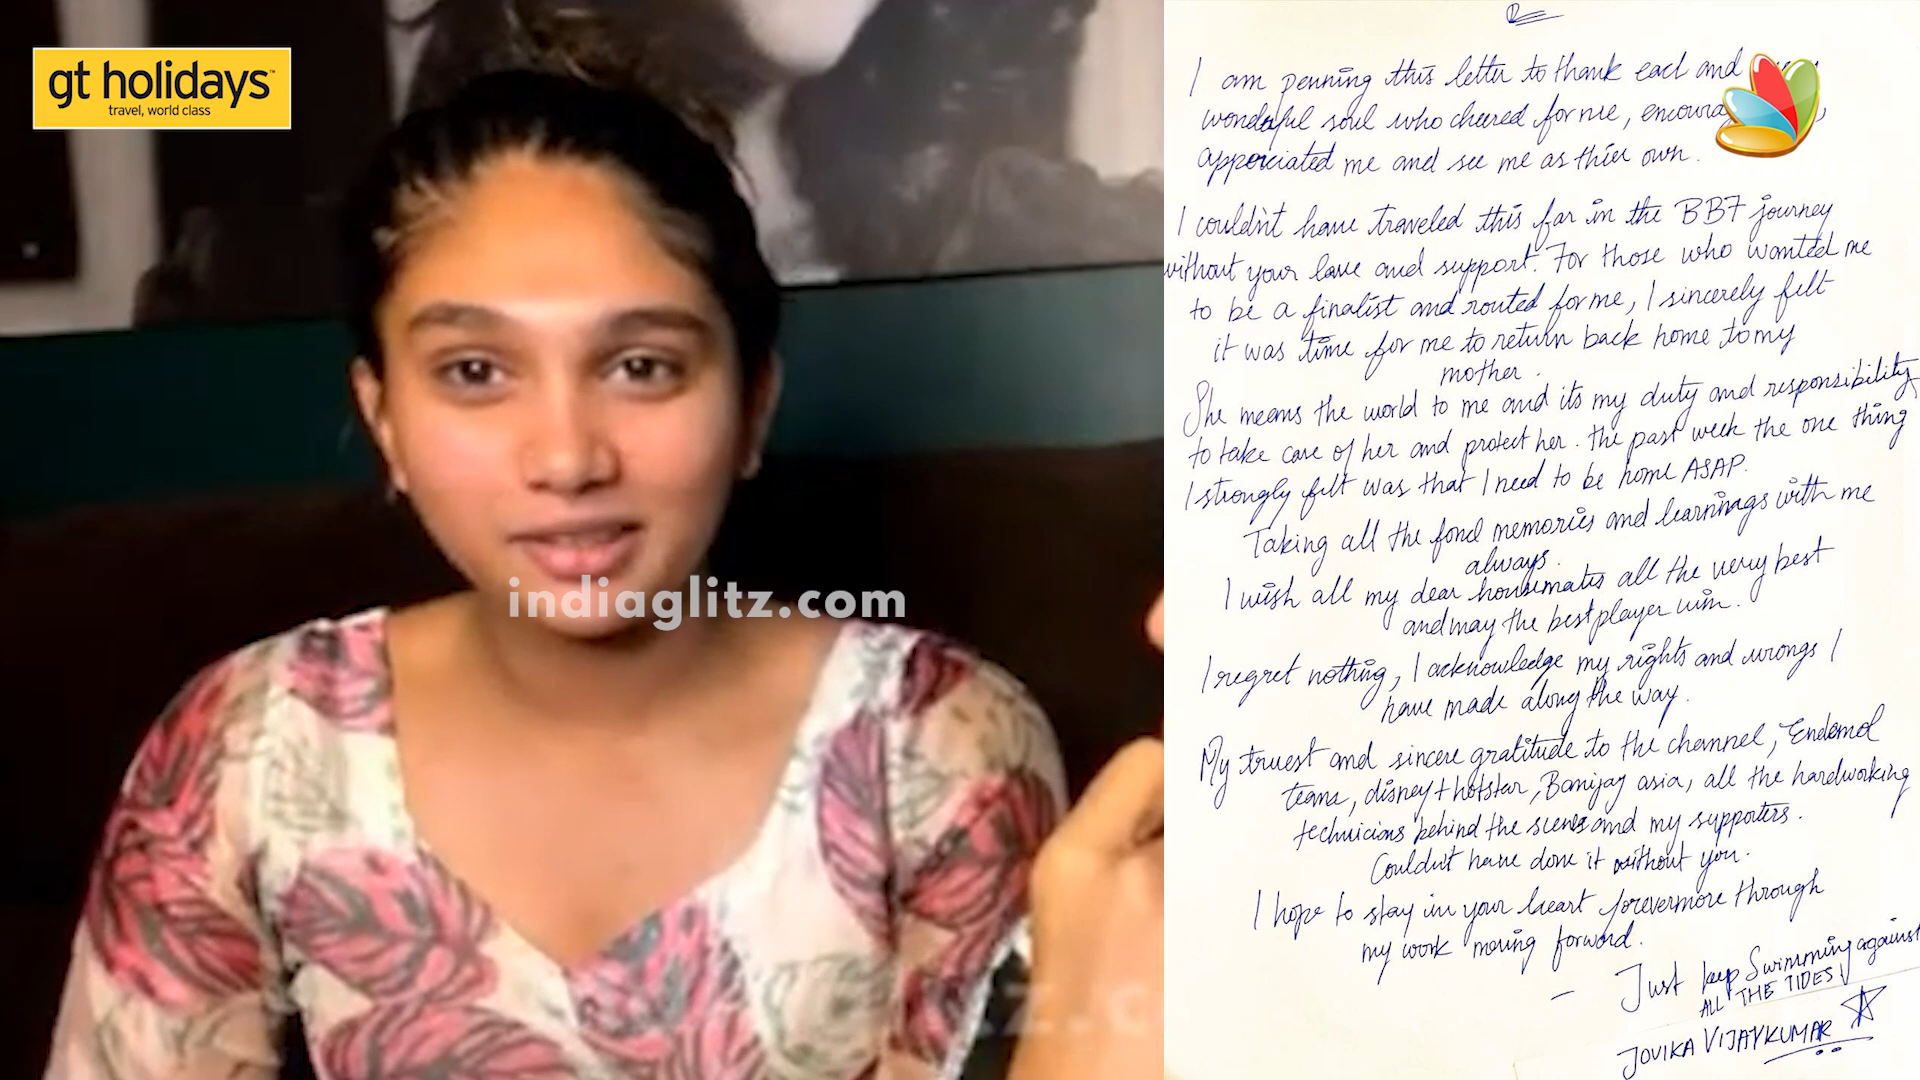 gt holidays™
travel, world class
indiaglitz.com
I am penning this letter to thank each and
wonderful soul who cheered for me,
apporciated me and see me as thier own.
I couldn't have traveled this far in the BB7 journey
without your love and support. For those who wanted me
to be a finalist and routed for me, I sincerely felt
it was time for me to return back home to my
mother.
She means the world to me and its my duty and responsibility
to take care of her and protect her. the past week the one thing
I strongly felt was that I need to be home ASAP.
Taking all the fond memories and learninags with me
always.
I wish all my dear housemates all the very best
and may the best player win.
I regret nothing, I acknowledge my rights and wrongs I
have made along the way.
My truest and sincere gratitude to the channel, Endemol
team, disney+hotstar, Banijay asia, all the hardworking
technicians behind the scenes and my supporters.
Couldn't have done it without you.
I hope to stay in your heart forevermore through
my work moving forward.
– Just keep Swimming against
ALL THE TIDES
JOVIKA VIJAYKUMAR